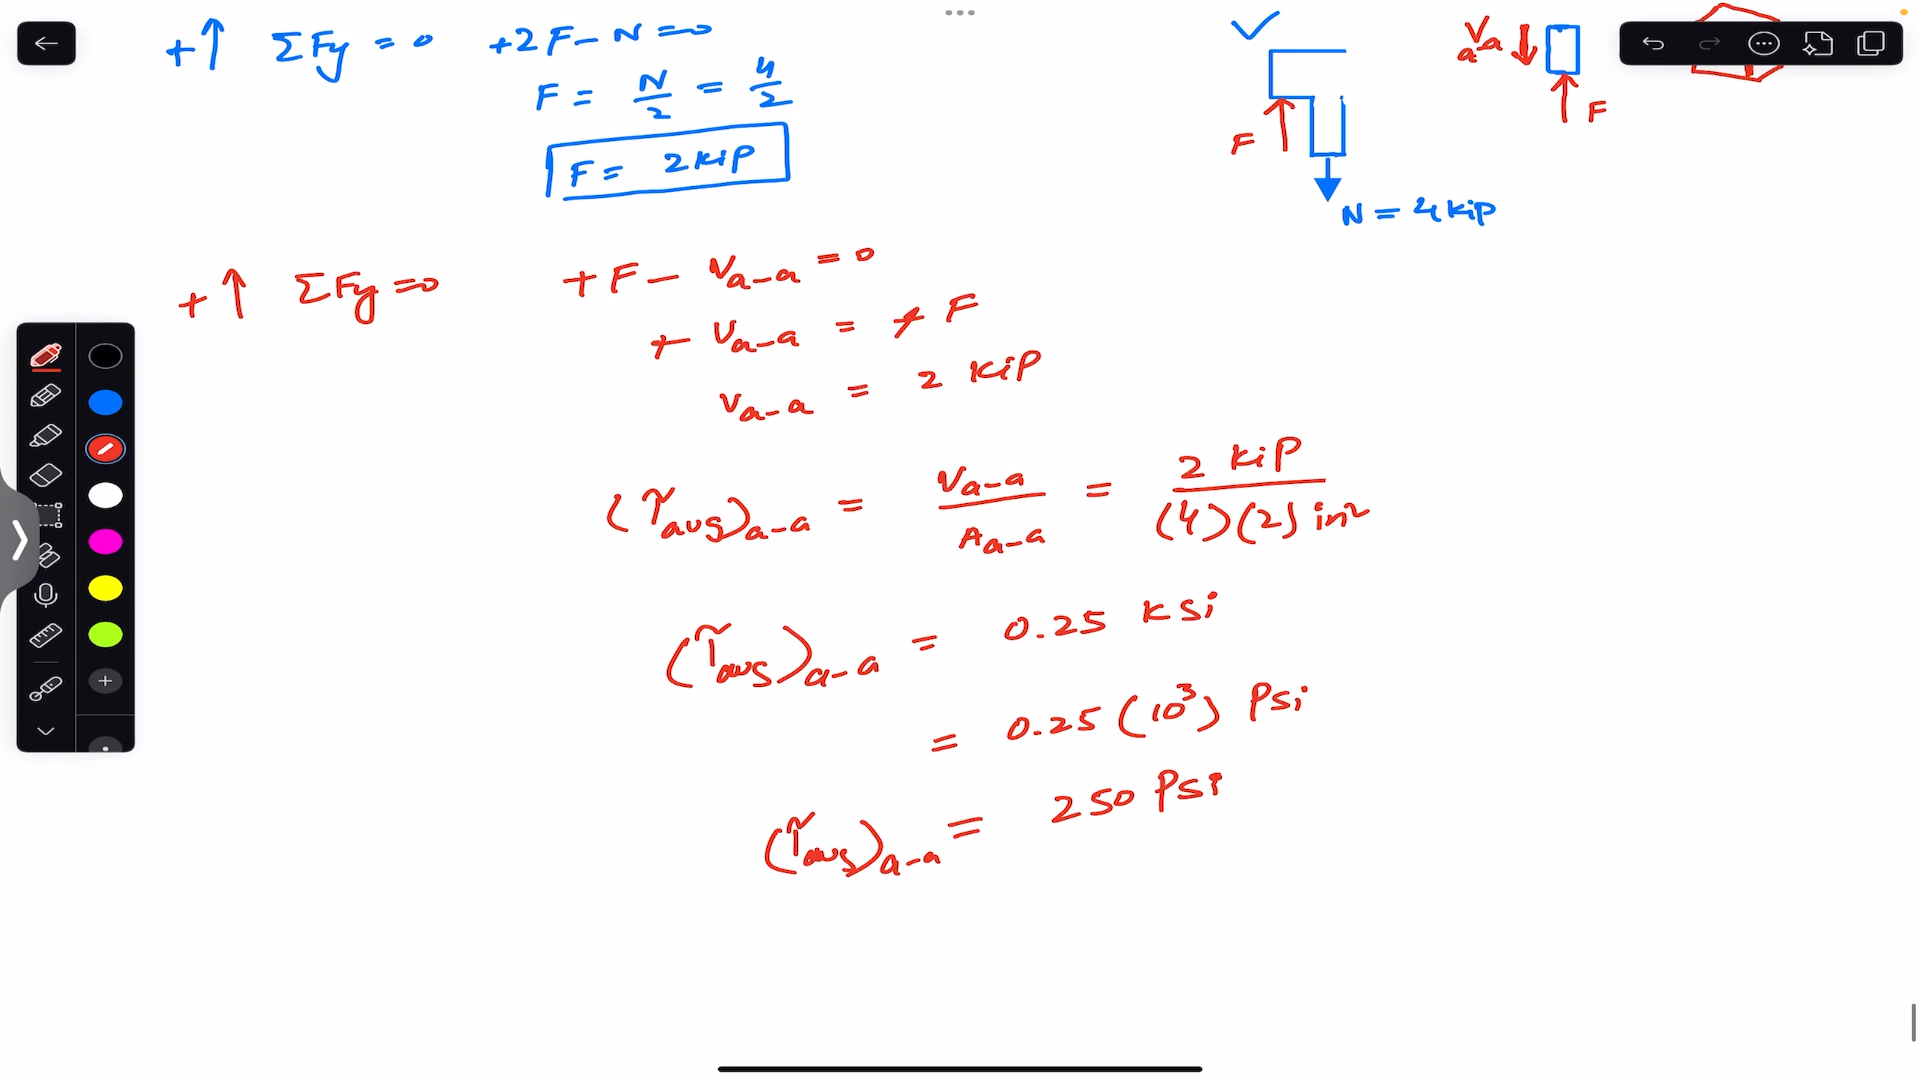 +↑ ΣFy = 0 +2F - N = 0
F = N/2 = 4/2
F = 2 kip
F
N = 4 kip
Va-a
F
+↑ ΣFy = 0 +F - Va-a = 0
+ Va-a = + F
Va-a = 2 kip
(τavg)a-a = Va-a/Aa-a = 2 kip/(4)(2) in²
(τavg)a-a = 0.25 ksi
= 0.25 (10³) Psi
(τavg)a-a = 250 Psi